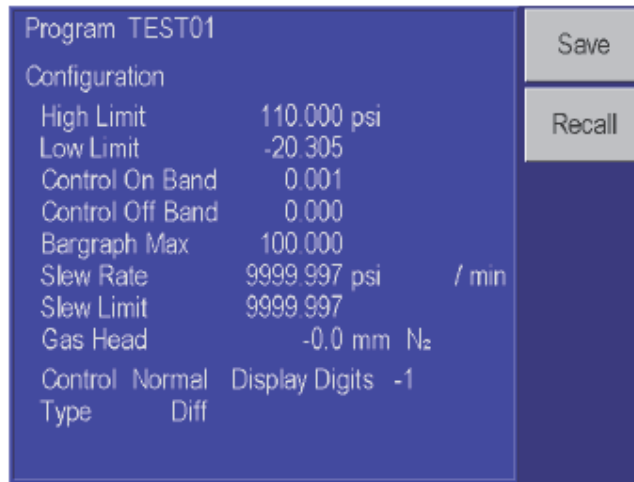 Program TEST01
Save
Configuration
High Limit 110.000 psi
Recall
Low Limit -20.305
Control On Band 0.001
Control Off Band 0.000
Bargraph Max 100.000
Slew Rate 9999.997 psi / min
Slew Limit 9999.997
Gas Head -0.0 mm N₂
Control Normal Display Digits -1
Type Diff